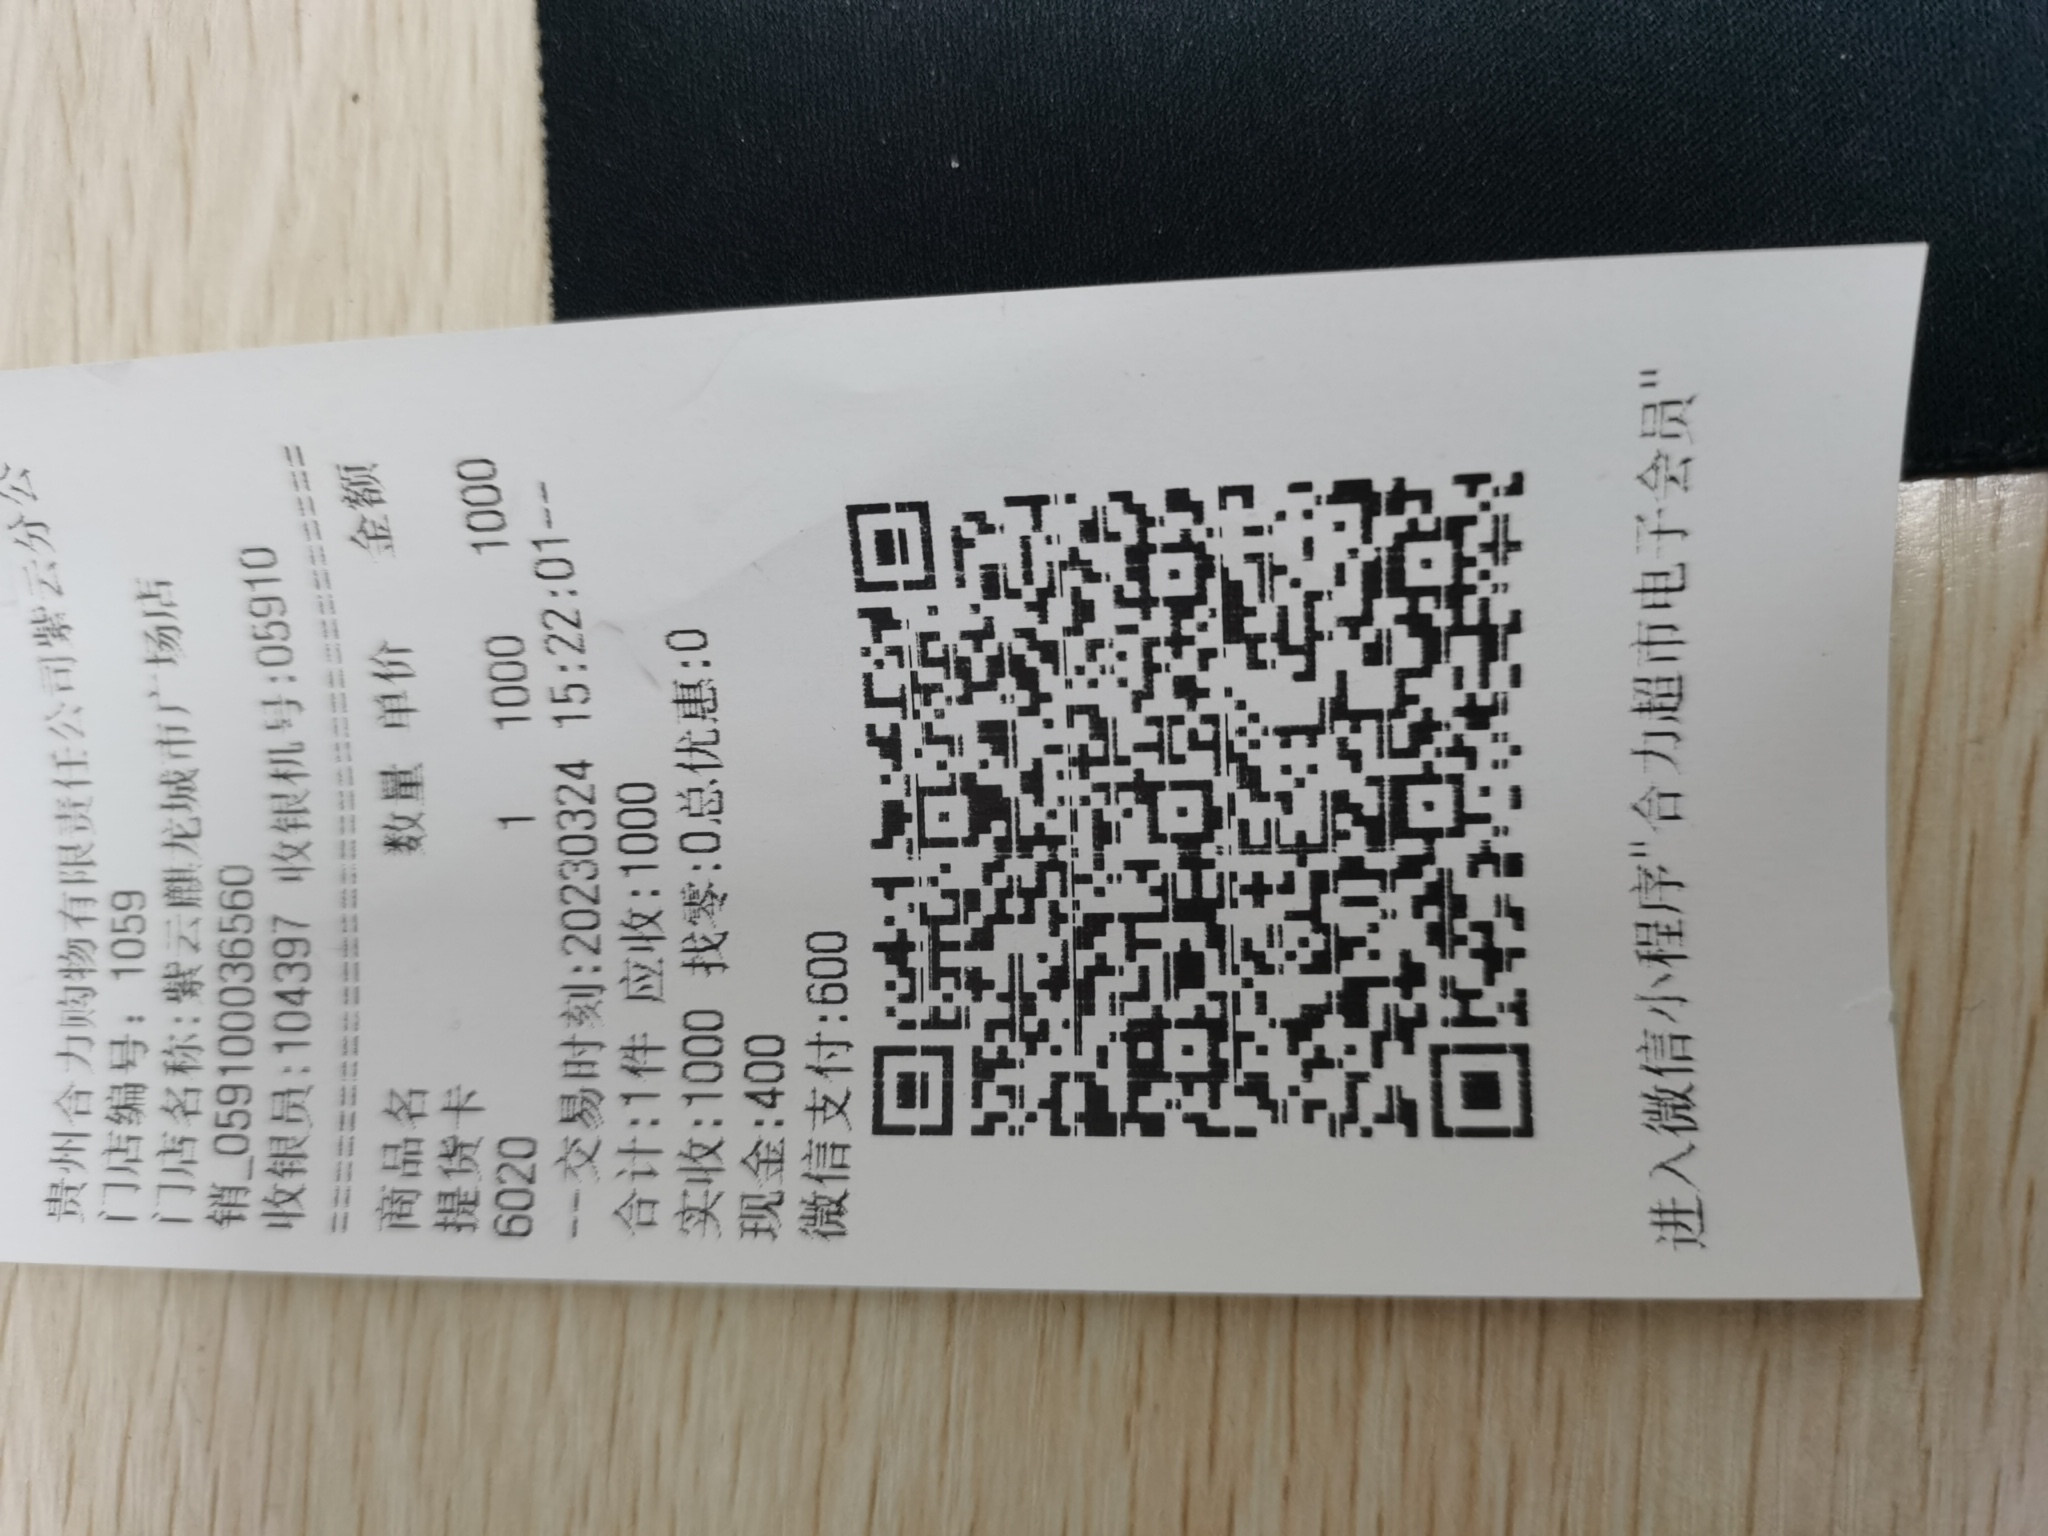 贵州合力购物有限责任公司紫云分公
门店编号: 1059
门店名称:紫云麒龙城市广场店
销_0591000036560
收银员:104397 收银机号:05910
商品名 数量 单价 金额
提货卡
6020 1 1000 1000
--交易时刻:20230324 15:22:01--
合计:1件 应收:1000
实收:1000 找零:0总优惠:0
现金:400
微信支付:600
进入微信小程序"合力超市电子会员"